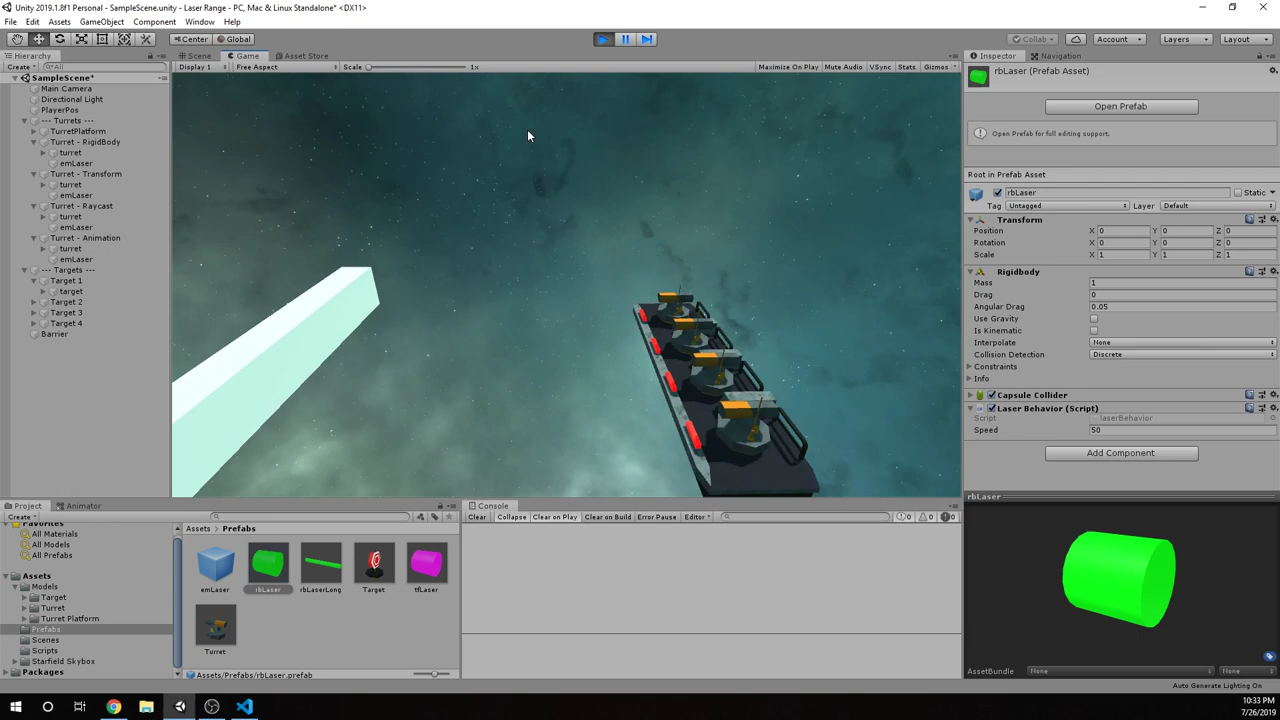 Unity 2019.1.8f1 Personal - SampleScene.unity - Laser Range - PC, Mac & Linux Standalone* <DX11>
File Edit Assets GameObject Component Window Help
Center Global Collab Account Layers Layout
Hierarchy Scene Game Asset Store Inspector Navigation
Create All Display 1 Free Aspect Scale 1x Maximize On Play Mute Audio VSync Stats Gizmos
rbLaser (Prefab Asset)
SampleScene*
Main Camera
Directional Light
PlayerPos
--- Turrets ---
TurretPlatform
Turret - RigidBody
turret
emLaser
Turret - Transform
turret
emLaser
Turret - Raycast
turret
emLaser
Turret - Animation
turret
emLaser
--- Targets ---
Target 1
target
Target 2
Target 3
Target 4
Barrier
Open Prefab
Open Prefab for full editing support.
Root in Prefab Asset
rbLaser Static
Tag Untagged Layer Default
Transform
Position X 0 Y 0 Z 0
Rotation X 0 Y 0 Z 0
Scale X 1 Y 1 Z 1
Rigidbody
Mass 1
Drag 0
Angular Drag 0.05
Use Gravity
Is Kinematic
Interpolate None
Collision Detection Discrete
Constraints
Info
Capsule Collider
Laser Behavior (Script)
Script laserBehavior
Speed 50
Add Component
rbLaser
Project Animator
Create
Favorites
All Materials
All Models
All Prefabs
Assets
Models
Target
Turret
Turret Platform
Prefabs
Scenes
Scripts
Starfield Skybox
Packages
Assets Prefabs
emLaser rbLaser rbLaserLong Target tfLaser
Turret
Assets/Prefabs/rbLaser.prefab
Console
Clear Collapse Clear on Play Clear on Build Error Pause Editor 0 0 0
AssetBundle None None
Auto Generate Lighting On
10:33 PM
7/26/2019